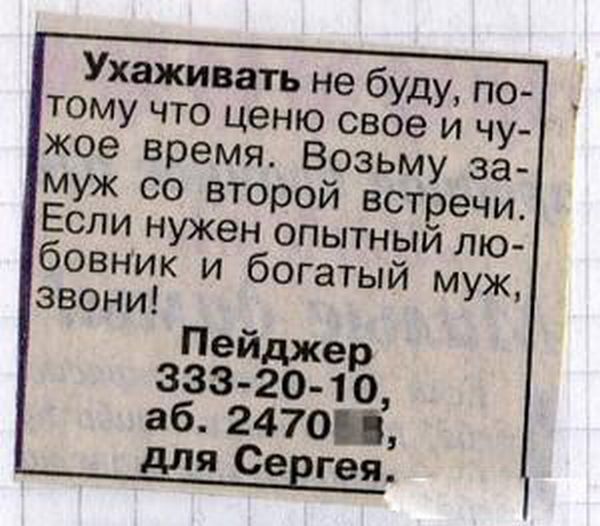 Ухаживать не буду, по-
тому что ценю свое и чу-
жое время. Возьму за-
муж со второй встречи.
Если нужен опытный лю-
бовник и богатый муж,
звони!
Пейджер
333-20-10,
аб. 2470 ,
для Сергея.